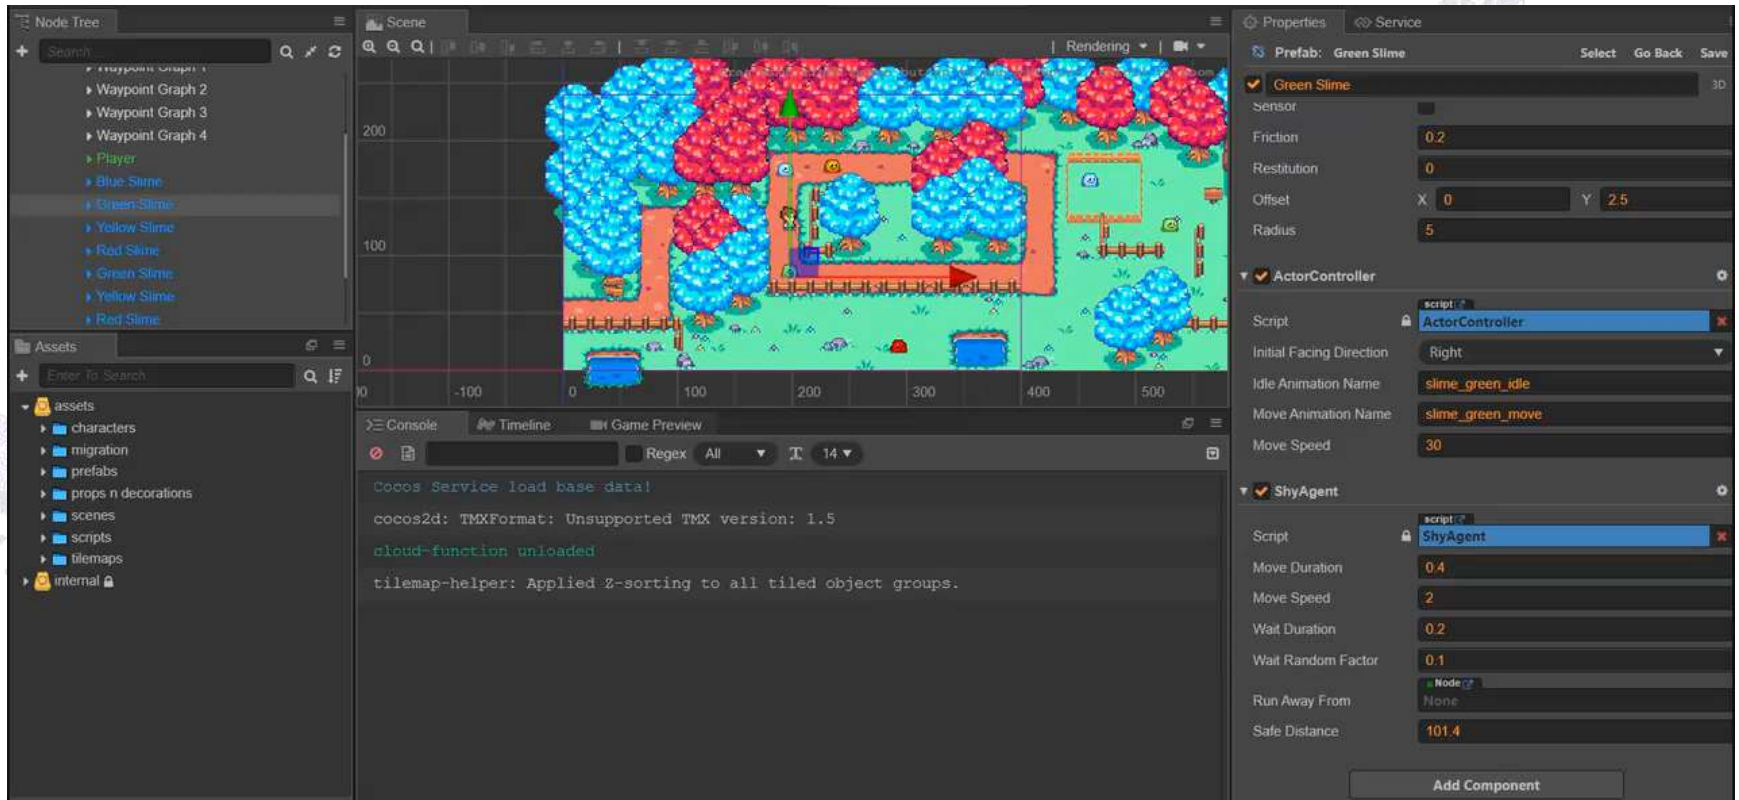 Node Tree
Search...
Waypoint Graph 1
Waypoint Graph 2
Waypoint Graph 3
Waypoint Graph 4
Player
Blue Slime
Green Slime
Yellow Slime
Red Slime
Green Slime
Yellow Slime
Red Slime
Assets
Enter To Search...
assets
characters
migration
prefabs
props n decorations
scenes
scripts
tilemaps
internal
Scene
Rendering
200
100
0
-100
0
100
200
300
400
500
Console
Timeline
Game Preview
Regex
All
14
Cocos Service load base data!
cocos2d: TMXFormat: Unsupported TMX version: 1.5
cloud-function unloaded
tilemap-helper: Applied Z-sorting to all tiled object groups.
Properties
Service
Prefab: Green Slime
Select Go Back Save
Green Slime
3D
Sensor
Friction
0.2
Restitution
0
Offset
X 0 Y 2.5
Radius
5
ActorController
script
Script
ActorController
Initial Facing Direction
Right
Idle Animation Name
slime_green_idle
Move Animation Name
slime_green_move
Move Speed
30
ShyAgent
script
Script
ShyAgent
Move Duration
0.4
Move Speed
2
Wait Duration
0.2
Wait Random Factor
0.1
Node
Run Away From
None
Safe Distance
101.4
Add Component